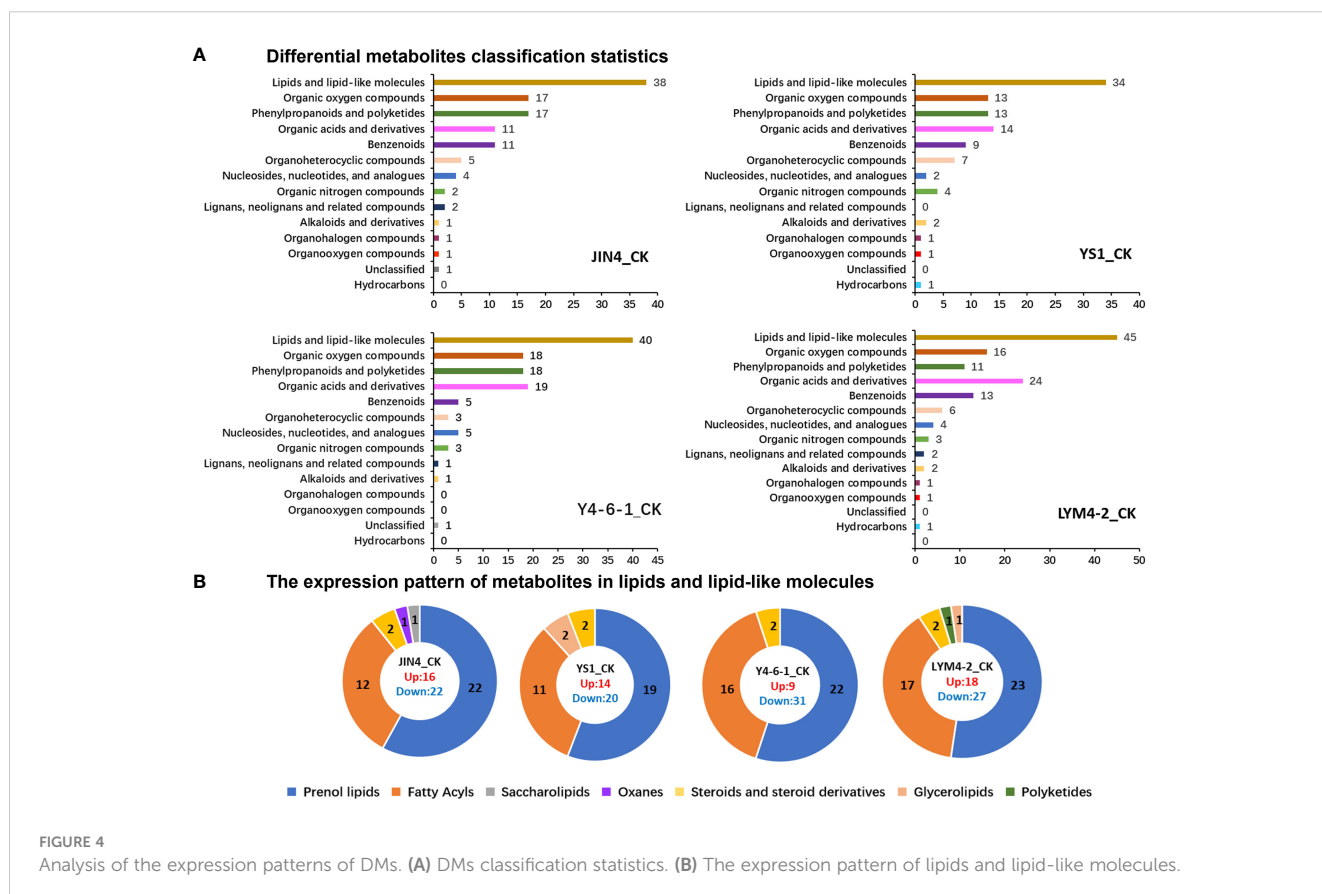 A Differential metabolites classification statistics
Lipids and lipid-like molecules 38
Organic oxygen compounds 17
Phenylpropanoids and polyketides 17
Organic acids and derivatives 11
Benzenoids 11
Organoheterocyclic compounds 5
Nucleosides, nucleotides, and analogues 4
Organic nitrogen compounds 2
Lignans, neolignans and related compounds 2
Alkaloids and derivatives 1
Organohalogen compounds 1
Organooxygen compounds 1
Unclassified 1
Hydrocarbons 0
JIN4_CK
0 5 10 15 20 25 30 35 40
Lipids and lipid-like molecules 34
Organic oxygen compounds 13
Phenylpropanoids and polyketides 13
Organic acids and derivatives 14
Benzenoids 9
Organoheterocyclic compounds 7
Nucleosides, nucleotides, and analogues 2
Organic nitrogen compounds 4
Lignans, neolignans and related compounds 0
Alkaloids and derivatives 2
Organohalogen compounds 1
Organooxygen compounds 1
Unclassified 0
Hydrocarbons 1
YS1_CK
0 5 10 15 20 25 30 35 40
Lipids and lipid-like molecules 40
Organic oxygen compounds 18
Phenylpropanoids and polyketides 18
Organic acids and derivatives 19
Benzenoids 5
Organoheterocyclic compounds 3
Nucleosides, nucleotides, and analogues 5
Organic nitrogen compounds 3
Lignans, neolignans and related compounds 1
Alkaloids and derivatives 1
Organohalogen compounds 0
Organooxygen compounds 0
Unclassified 1
Hydrocarbons 0
Y4-6-1_CK
0 5 10 15 20 25 30 35 40 45
Lipids and lipid-like molecules 45
Organic oxygen compounds 16
Phenylpropanoids and polyketides 11
Organic acids and derivatives 24
Benzenoids 13
Organoheterocyclic compounds 6
Nucleosides, nucleotides, and analogues 4
Organic nitrogen compounds 3
Lignans, neolignans and related compounds 2
Alkaloids and derivatives 2
Organohalogen compounds 1
Organooxygen compounds 1
Unclassified 0
Hydrocarbons 1
0
LYM4-2_CK
0 10 20 30 40 50
B The expression pattern of metabolites in lipids and lipid-like molecules
2 1 1
JIN4_CK
Up:16
12 Down:22 22
2 2
YS1_CK
Up:14
11 Down:20 19
2
Y4-6-1_CK
Up:9
16 Down:31 22
2 1 1
LYM4-2_CK
Up:18
17 Down:27 23
Prenol lipids Fatty Acyls Saccharolipids Oxanes Steroids and steroid derivatives Glycerolipids Polyketides
FIGURE 4
Analysis of the expression patterns of DMs. (A) DMs classification statistics. (B) The expression pattern of lipids and lipid-like molecules.